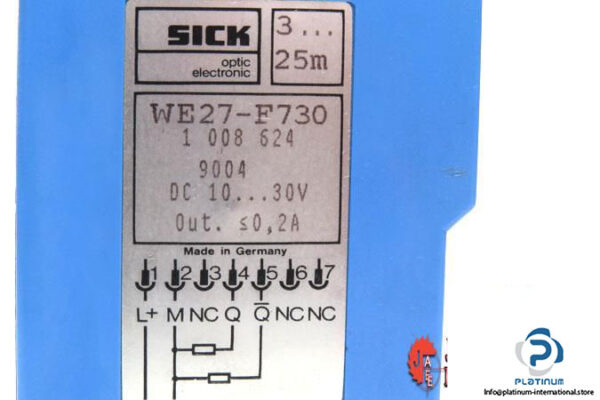 SICK
optic
electronic
3...
25m
WE27-F730
1 008 624
9004
DC 10...30V
Out. ≤0,2A
Made in Germany
1 2 3 4 5 6 7
L+ M NC Q Q̅ NC NC
PLATINUM
https://platinum-international.store